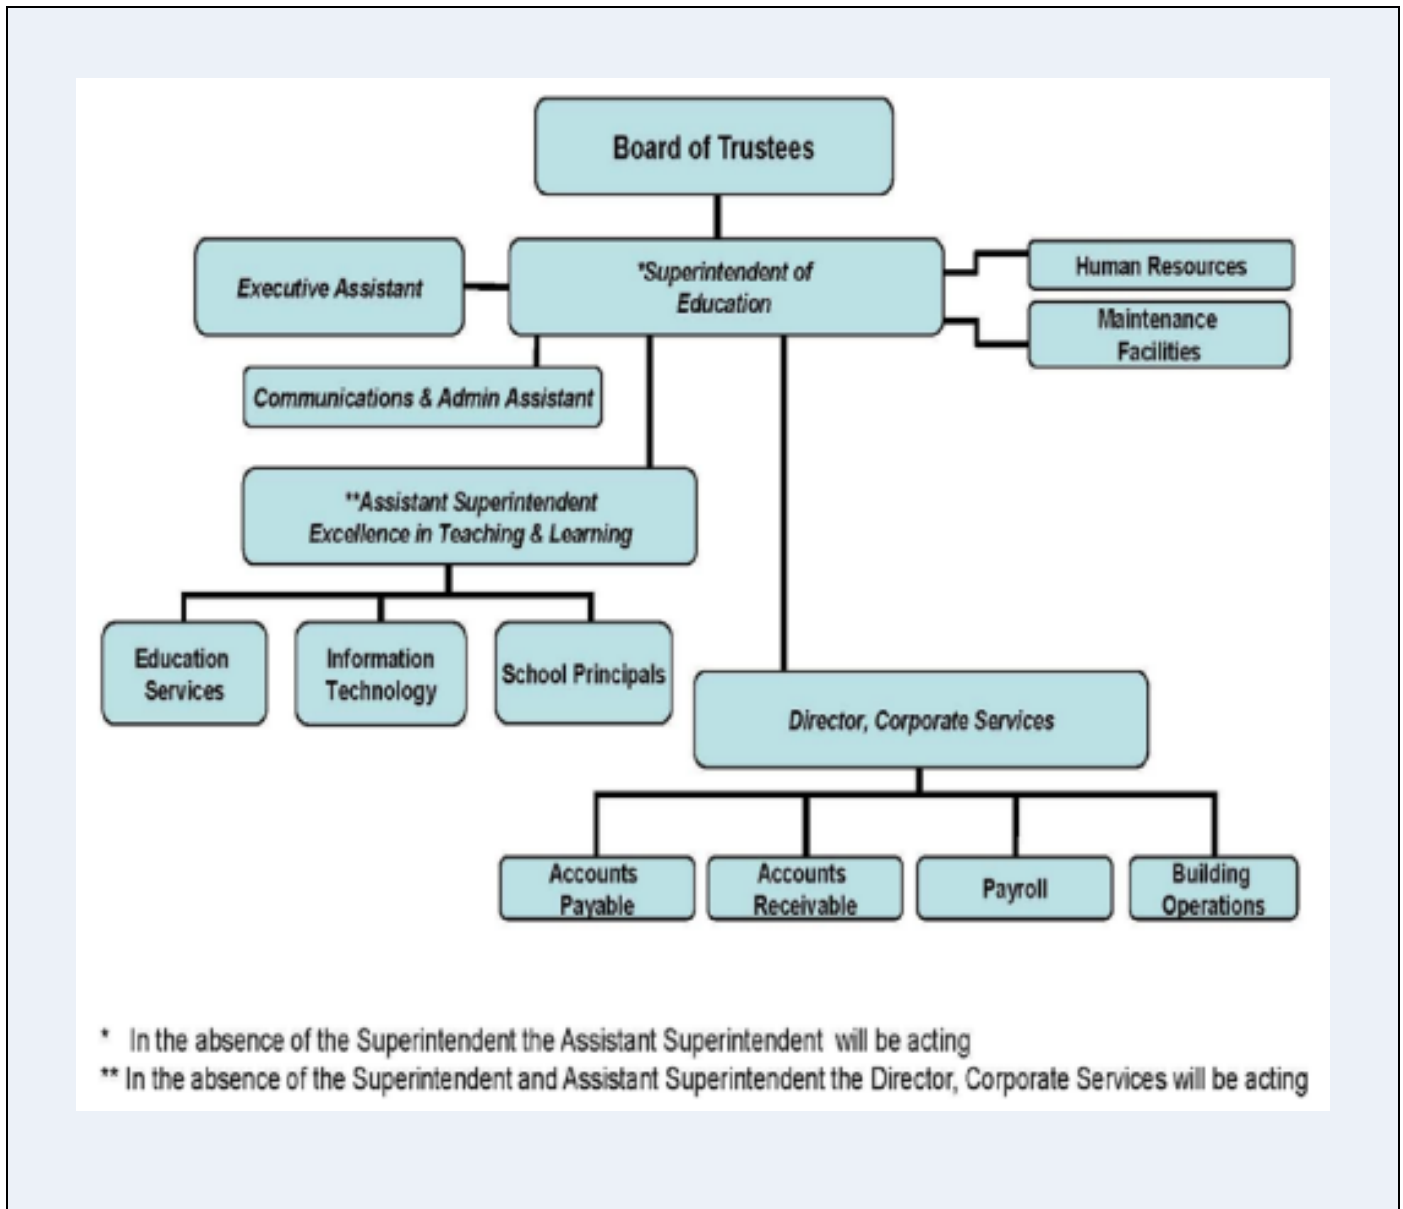 Board of Trustees
Executive Assistant
*Superintendent of
Education
Human Resources
Maintenance
Facilities
Communications & Admin Assistant
**Assistant Superintendent
Excellence in Teaching & Learning
Education
Services
Information
Technology
School Principals
Director, Corporate Services
Accounts
Payable
Accounts
Receivable
Payroll
Building
Operations
* In the absence of the Superintendent the Assistant Superintendent will be acting
** In the absence of the Superintendent and Assistant Superintendent the Director, Corporate Services will be acting